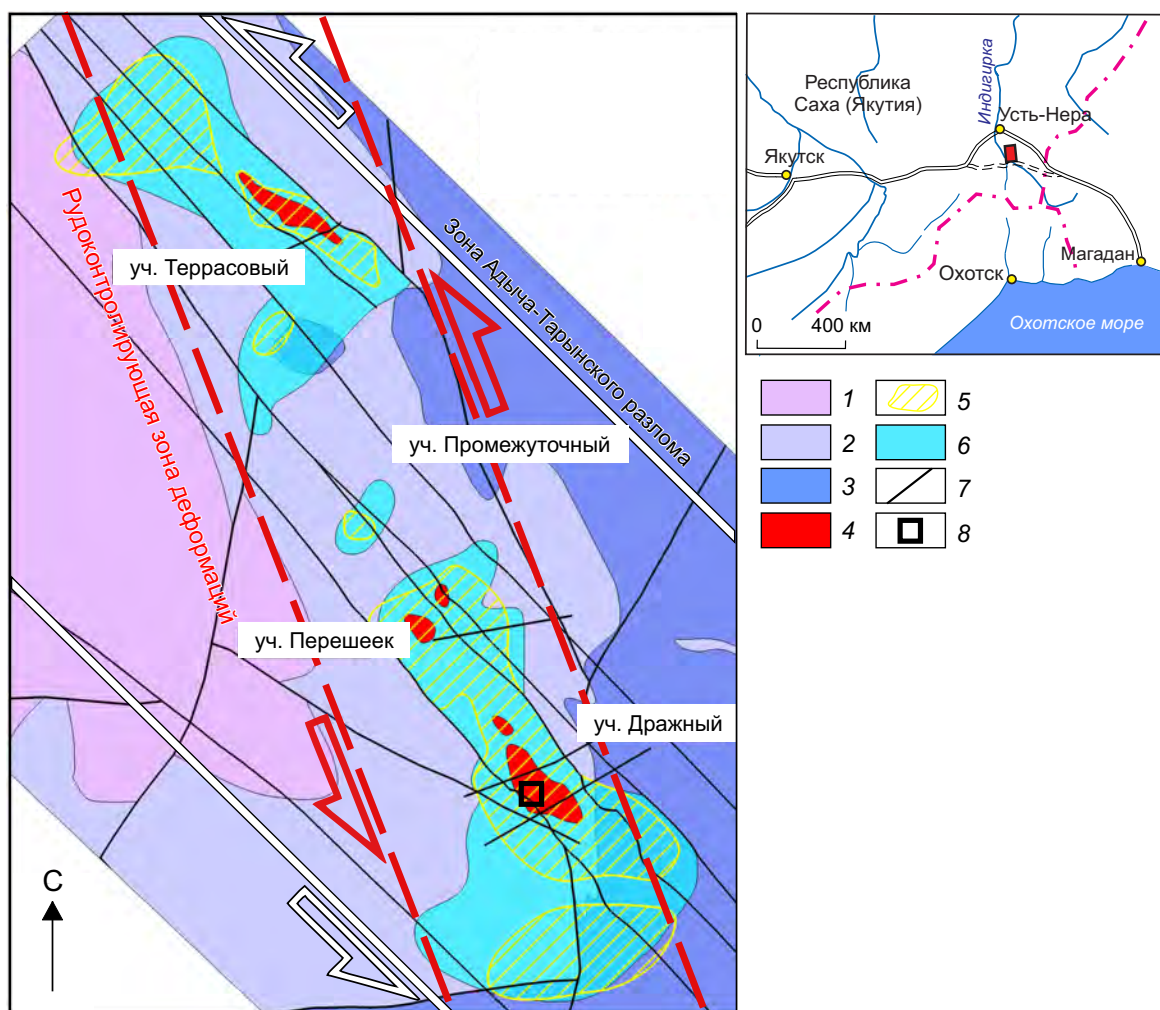 Рудоконтролирующая зона деформаций
Зона Адыча-Тарынского разлома
уч. Террасовый
уч. Промежуточный
уч. Перешеек
уч. Дражный
С
Республика
Саха (Якутия)
Индигирка
Усть-Нера
Якутск
Магадан
Охотск
Охотское море
0 400 км
1 5
2 6
3 7
4 8